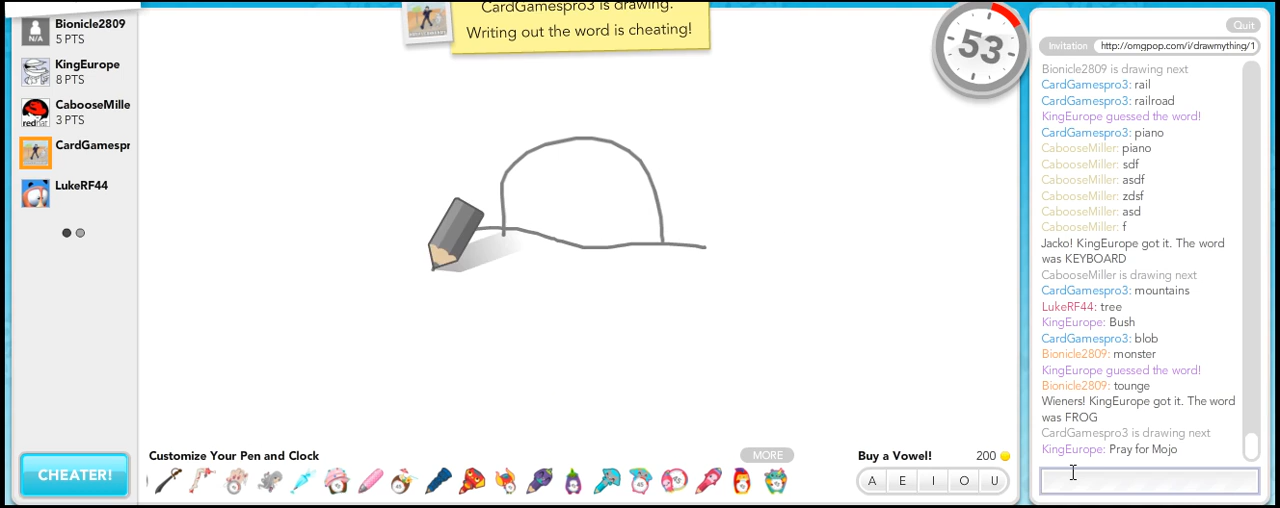 Bionicle2809
5 PTS
N/A
KingEurope
8 PTS
CabooseMille
3 PTS
redhat
CardGamespr
LukeRF44
CHEATER!
CardGamespro3 is drawing.
Writing out the word is cheating!
53
Customize Your Pen and Clock
MORE
Buy a Vowel!
200
A E I O U
Quit
Invitation http://omgpop.com/i/drawmything/1
Bionicle2809 is drawing next
CardGamespro3: rail
CardGamespro3: railroad
KingEurope guessed the word!
CardGamespro3: piano
CabooseMiller: piano
CabooseMiller: sdf
CabooseMiller: asdf
CabooseMiller: zdsf
CabooseMiller: asd
CabooseMiller: f
Jacko! KingEurope got it. The word
was KEYBOARD
CabooseMiller is drawing next
CardGamespro3: mountains
LukeRF44: tree
KingEurope: Bush
CardGamespro3: blob
Bionicle2809: monster
KingEurope guessed the word!
Bionicle2809: tounge
Wieners! KingEurope got it. The word
was FROG
CardGamespro3 is drawing next
KingEurope: Pray for Mojo